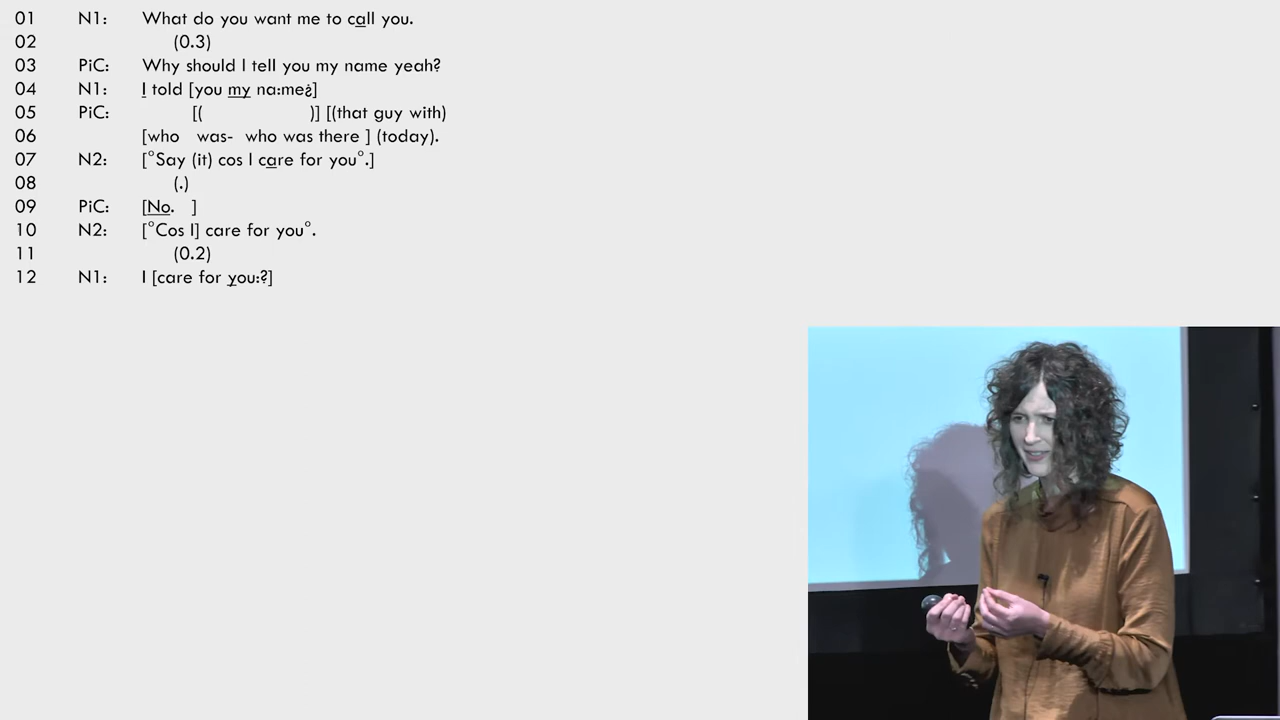 01 N1: What do you want me to call you.
02 (0.3)
03 PiC: Why should I tell you my name yeah?
04 N1: I told [you my na:me¿]
05 PiC: [( )] [(that guy with)
06 [who was- who was there ] (today).
07 N2: [°Say (it) cos I care for you°.]
08 (.)
09 PiC: [No. ]
10 N2: [°Cos I] care for you°.
11 (0.2)
12 N1: I [care for you:?]